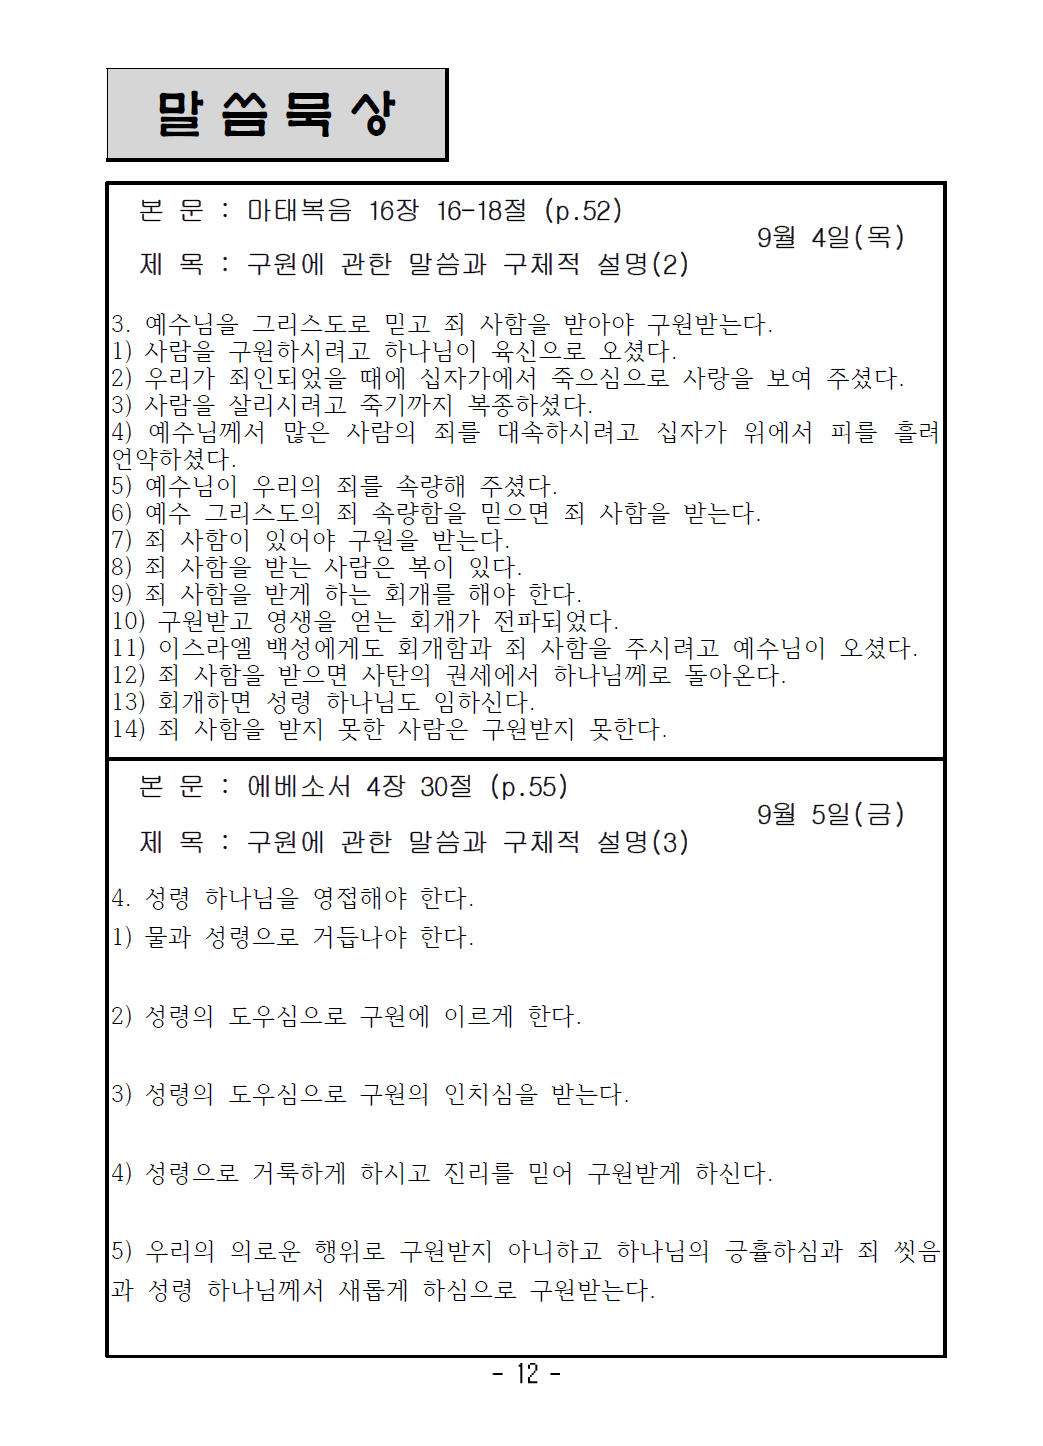 말씀묵상
본 문 : 마태복음 16장 16-18절 (p.52)
9월 4일(목)
제 목 : 구원에 관한 말씀과 구체적 설명(2)
3. 예수님을 그리스도로 믿고 죄 사함을 받아야 구원받는다.
1) 사람을 구원하시려고 하나님이 육신으로 오셨다.
2) 우리가 죄인되었을 때에 십자가에서 죽으심으로 사랑을 보여 주셨다.
3) 사람을 살리시려고 죽기까지 복종하셨다.
4) 예수님께서 많은 사람의 죄를 대속하시려고 십자가 위에서 피를 흘려
언약하셨다.
5) 예수님이 우리의 죄를 속량해 주셨다.
6) 예수 그리스도의 죄 속량함을 믿으면 죄 사함을 받는다.
7) 죄 사함이 있어야 구원을 받는다.
8) 죄 사함을 받는 사람은 복이 있다.
9) 죄 사함을 받게 하는 회개를 해야 한다.
10) 구원받고 영생을 얻는 회개가 전파되었다.
11) 이스라엘 백성에게도 회개함과 죄 사함을 주시려고 예수님이 오셨다.
12) 죄 사함을 받으면 사탄의 권세에서 하나님께로 돌아온다.
13) 회개하면 성령 하나님도 임하신다.
14) 죄 사함을 받지 못한 사람은 구원받지 못한다.
본 문 : 에베소서 4장 30절 (p.55)
9월 5일(금)
제 목 : 구원에 관한 말씀과 구체적 설명(3)
4. 성령 하나님을 영접해야 한다.
1) 물과 성령으로 거듭나야 한다.
2) 성령의 도우심으로 구원에 이르게 한다.
3) 성령의 도우심으로 구원의 인치심을 받는다.
4) 성령으로 거룩하게 하시고 진리를 믿어 구원받게 하신다.
5) 우리의 의로운 행위로 구원받지 아니하고 하나님의 긍휼하심과 죄 씻음
과 성령 하나님께서 새롭게 하심으로 구원받는다.
- 12 -